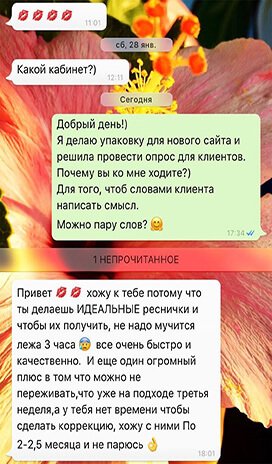 💋 💋 💋 💋
11:01
сб, 28 янв.
Какой кабинет?)
12:11
Сегодня
Добрый день!)
Я делаю упаковку для нового сайта и
решила провести опрос для клиентов.
Почему вы ко мне ходите?)
Для того, чтоб словами клиента
написать смысл.
Можно пару слов? 🤗
17:34
1 НЕПРОЧИТАННОЕ
Привет 💋 💋 хожу к тебе потому что
ты делаешь ИДЕАЛЬНЫЕ реснички и
чтобы их получить, не надо мучится
лежа 3 часа 😰 все очень быстро и
качественно. И еще один огромный
плюс в том что можно не
переживать,что уже на подходе третья
неделя,а у тебя нет времени чтобы
сделать коррекцию, хожу с ними По
2-2,5 месяца и не парюсь 👌
18:01